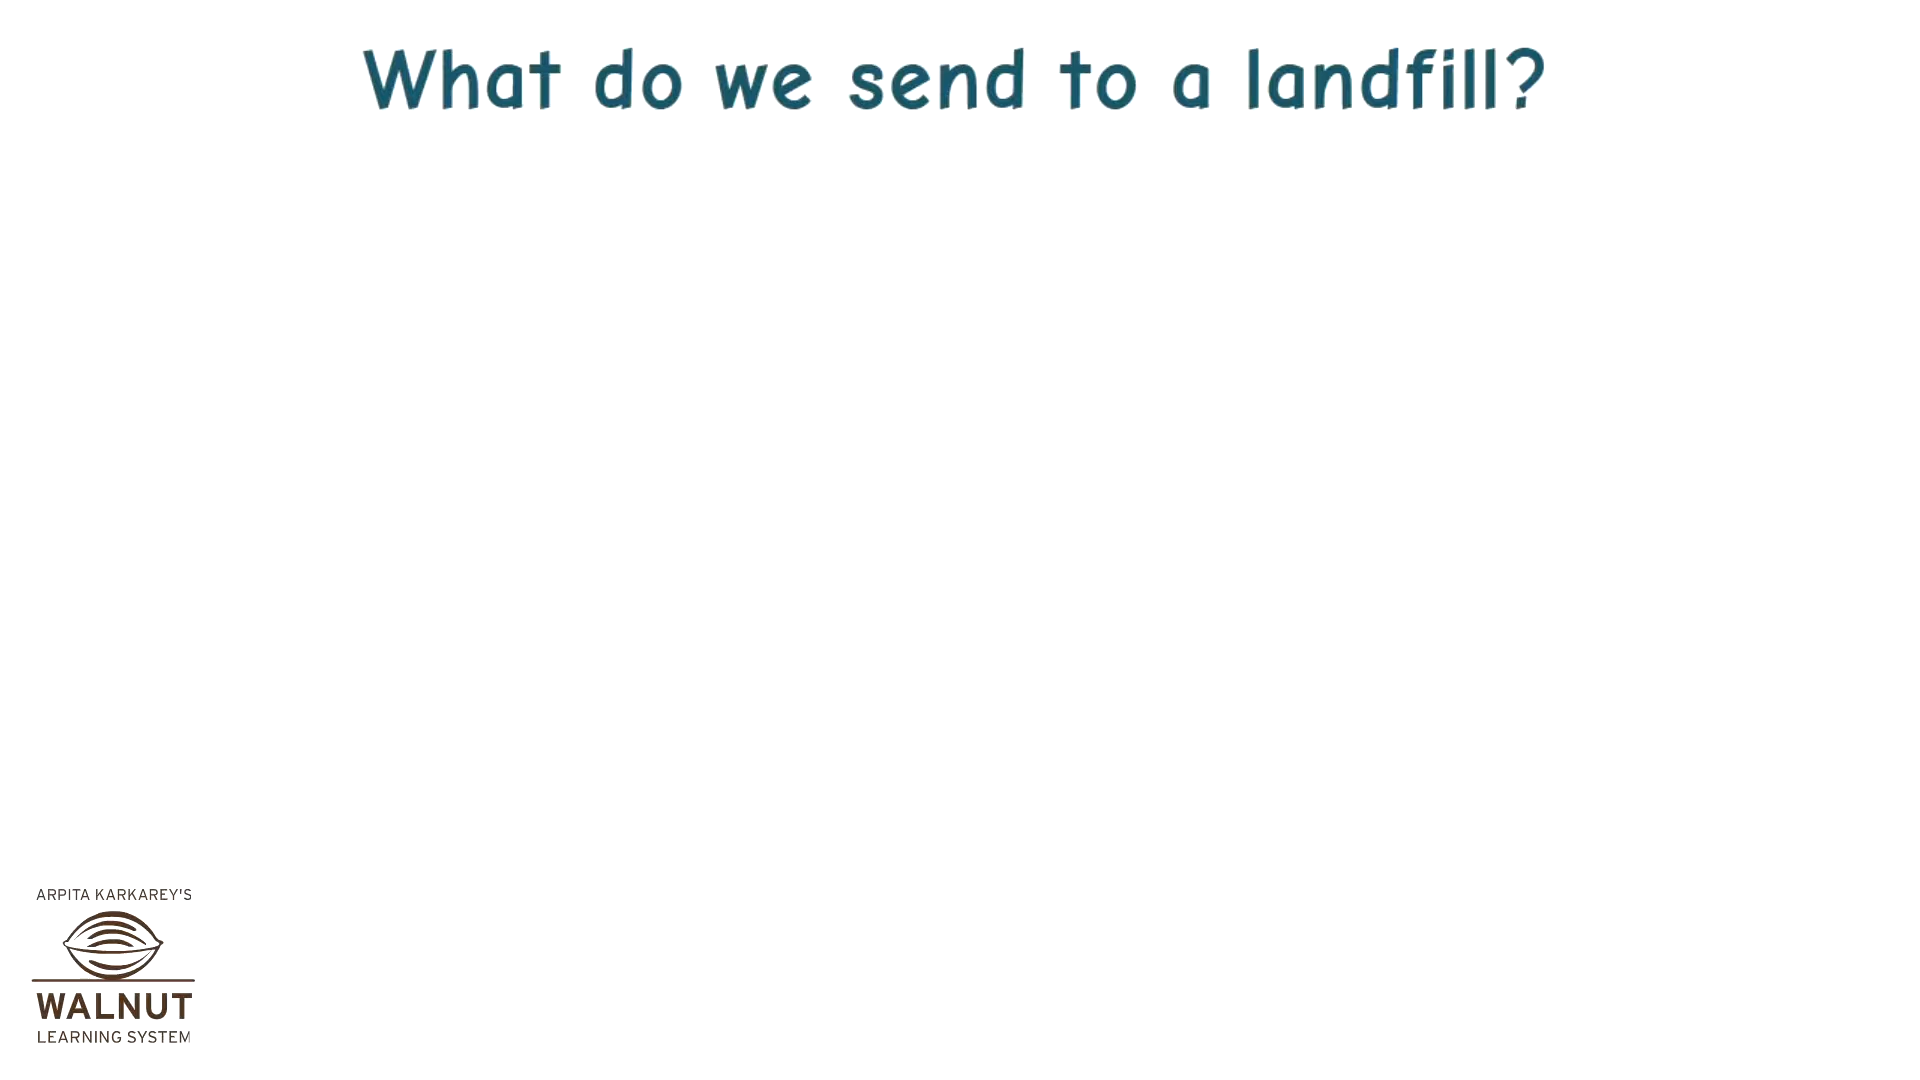 What do we send to a landfill?
ARPITA KARKAREY'S
WALNUT
LEARNING SYSTEM